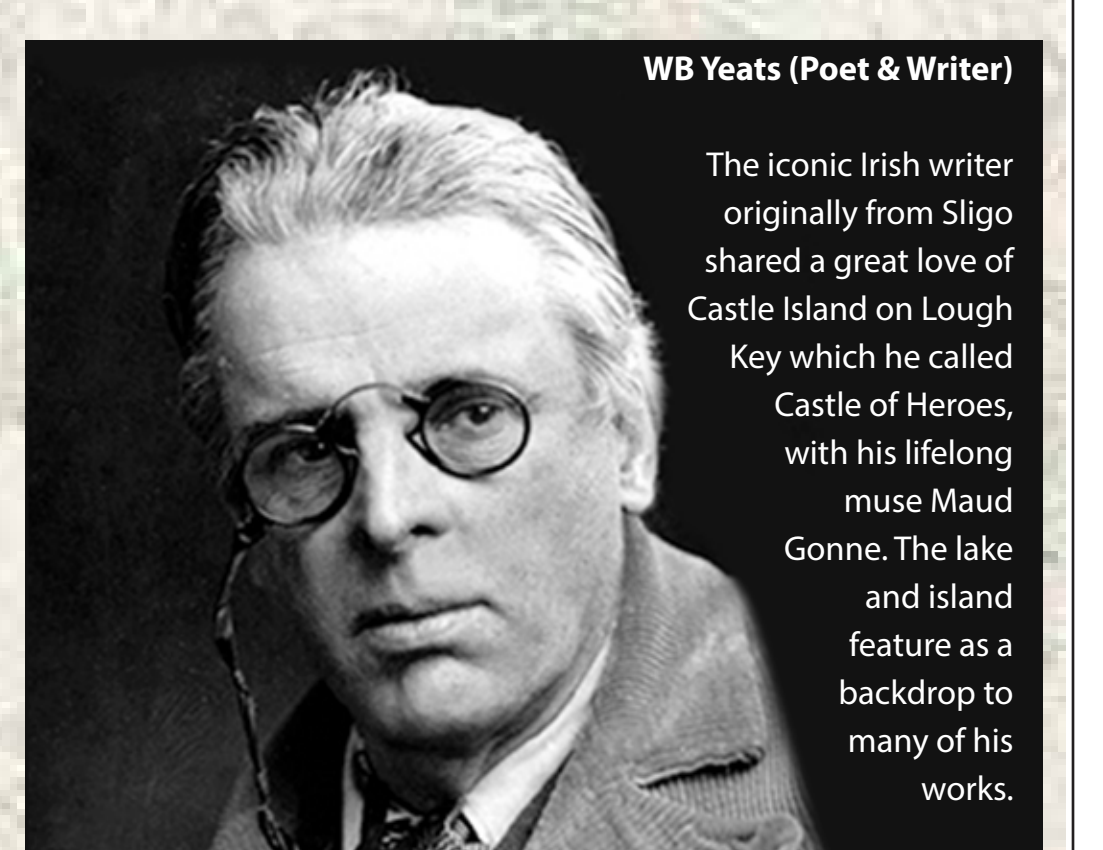 WB Yeats (Poet & Writer)
The iconic Irish writer
originally from Sligo
shared a great love of
Castle Island on Lough
Key which he called
Castle of Heroes,
with his lifelong
muse Maud
Gonne. The lake
and island
feature as a
backdrop to
many of his
works.